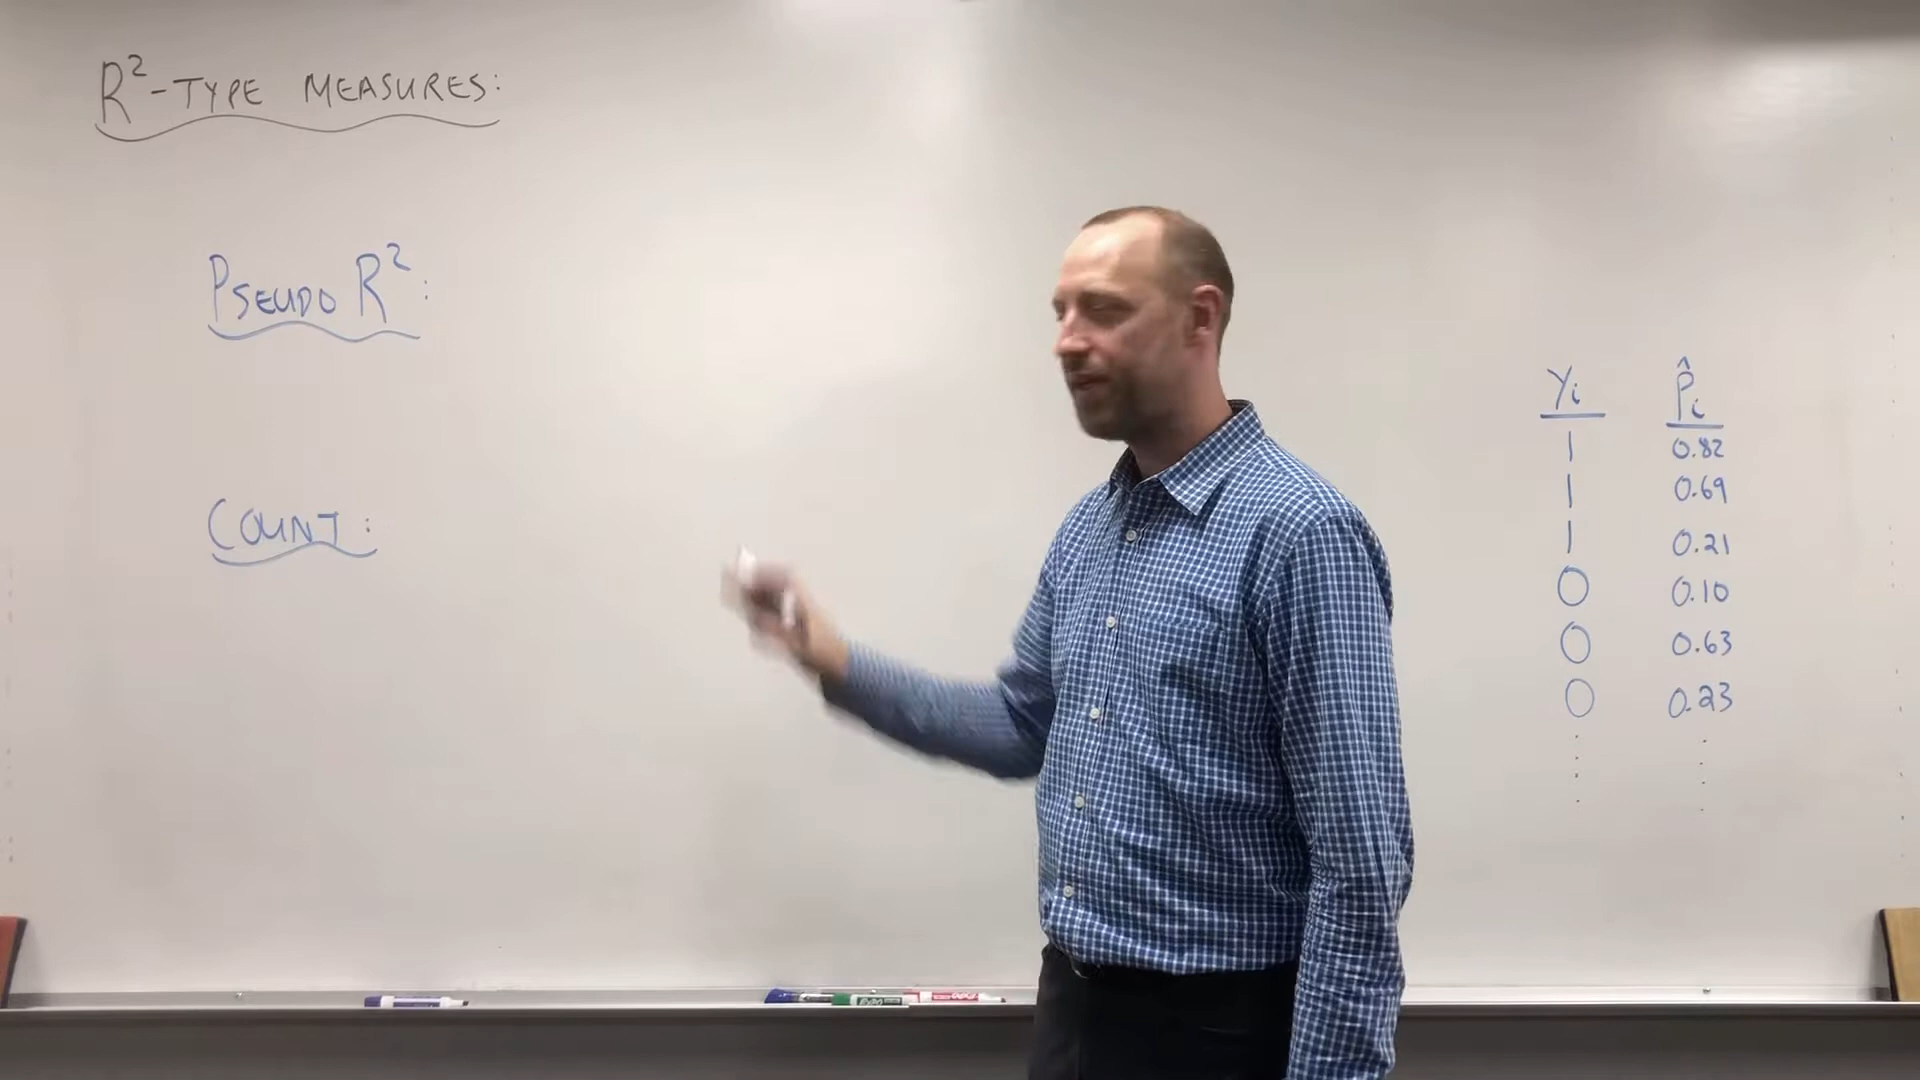 R²-TYPE MEASURES:
PSEUDO R²:
COUNT:
Yᵢ P̂ᵢ
1 0.82
1 0.69
1 0.21
0 0.10
0 0.63
0 0.23